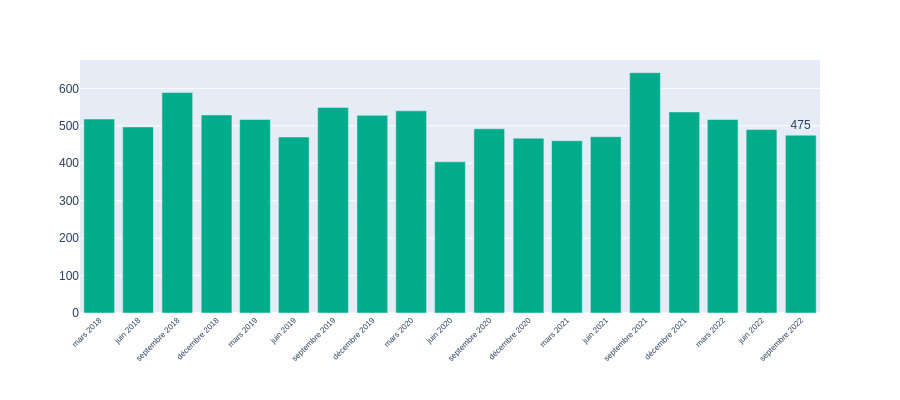 600
500
400
300
200
100
0
475
mars 2018
juin 2018
septembre 2018
décembre 2018
mars 2019
juin 2019
septembre 2019
décembre 2019
mars 2020
juin 2020
septembre 2020
décembre 2020
mars 2021
juin 2021
septembre 2021
décembre 2021
mars 2022
juin 2022
septembre 2022